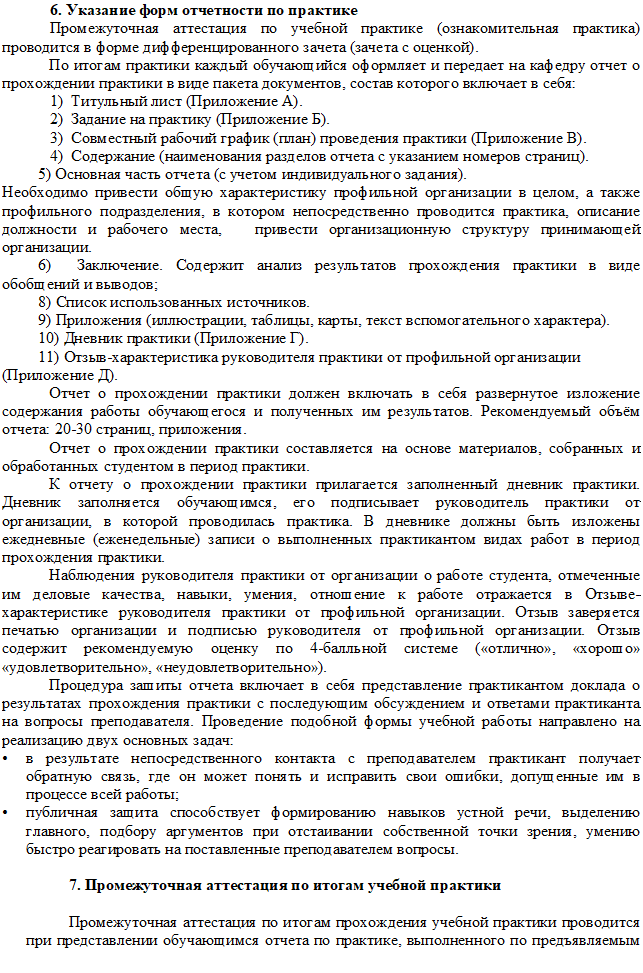 6. Указание форм отчетности по практике
Промежуточная аттестация по учебной практике (ознакомительная практика)
проводится в форме дифференцированного зачета (зачета с оценкой).
По итогам практики каждый обучающийся оформляет и передает на кафедру отчет о
прохождении практики в виде пакета документов, состав которого включает в себя:
1) Титульный лист (Приложение А).
2) Задание на практику (Приложение Б).
3) Совместный рабочий график (план) проведения практики (Приложение В).
4) Содержание (наименования разделов отчета с указанием номеров страниц).
5) Основная часть отчета (с учетом индивидуального задания).
Необходимо привести общую характеристику профильной организации в целом, а также
профильного подразделения, в котором непосредственно проводится практика, описание
должности и рабочего места, привести организационную структуру принимающей
организации.
6) Заключение. Содержит анализ результатов прохождения практики в виде
обобщений и выводов;
8) Список использованных источников.
9) Приложения (иллюстрации, таблицы, карты, текст вспомогательного характера).
10) Дневник практики (Приложение Г).
11) Отзыв-характеристика руководителя практики от профильной организации
(Приложение Д).
Отчет о прохождении практики должен включать в себя развернутое изложение
содержания работы обучающегося и полученных им результатов. Рекомендуемый объём
отчета: 20-30 страниц, приложения.
Отчет о прохождении практики составляется на основе материалов, собранных и
обработанных студентом в период практики.
К отчету о прохождении практики прилагается заполненный дневник практики.
Дневник заполняется обучающимся, его подписывает руководитель практики от
организации, в которой проводилась практика. В дневнике должны быть изложены
ежедневные (еженедельные) записи о выполненных практикантом видах работ в период
прохождения практики.
Наблюдения руководителя практики от организации о работе студента, отмеченные
им деловые качества, навыки, умения, отношение к работе отражается в Отзыве-
характеристике руководителя практики от профильной организации. Отзыв заверяется
печатью организации и подписью руководителя от профильной организации. Отзыв
содержит рекомендуемую оценку по 4-балльной системе («отлично», «хорошо»
«удовлетворительно», «неудовлетворительно»).
Процедура защиты отчета включает в себя представление практикантом доклада о
результатах прохождения практики с последующим обсуждением и ответами практиканта
на вопросы преподавателя. Проведение подобной формы учебной работы направлено на
реализацию двух основных задач:
• в результате непосредственного контакта с преподавателем практикант получает
обратную связь, где он может понять и исправить свои ошибки, допущенные им в
процессе всей работы;
• публичная защита способствует формированию навыков устной речи, выделению
главного, подбору аргументов при отстаивании собственной точки зрения, умению
быстро реагировать на поставленные преподавателем вопросы.
7. Промежуточная аттестация по итогам учебной практики
Промежуточная аттестация по итогам прохождения учебной практики проводится
при представлении обучающимся отчета по практике, выполненного по предъявляемым